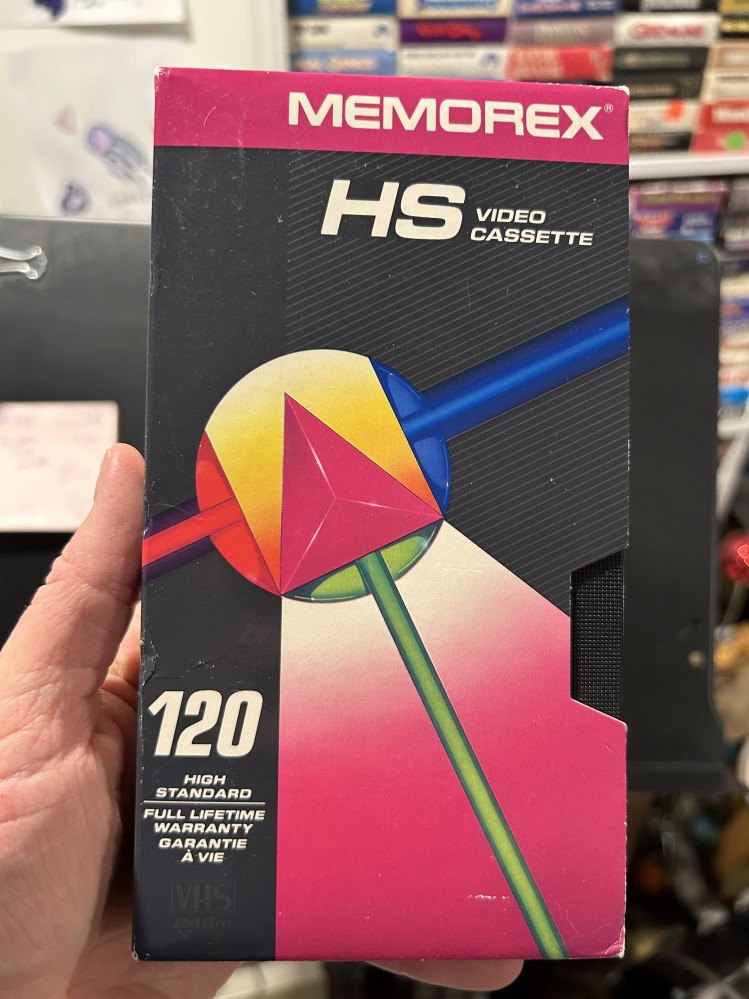 MEMOREX®
HS VIDEO
CASSETTE
120
HIGH
STANDARD
FULL LIFETIME
WARRANTY
GARANTIE
À VIE
VHS
246m